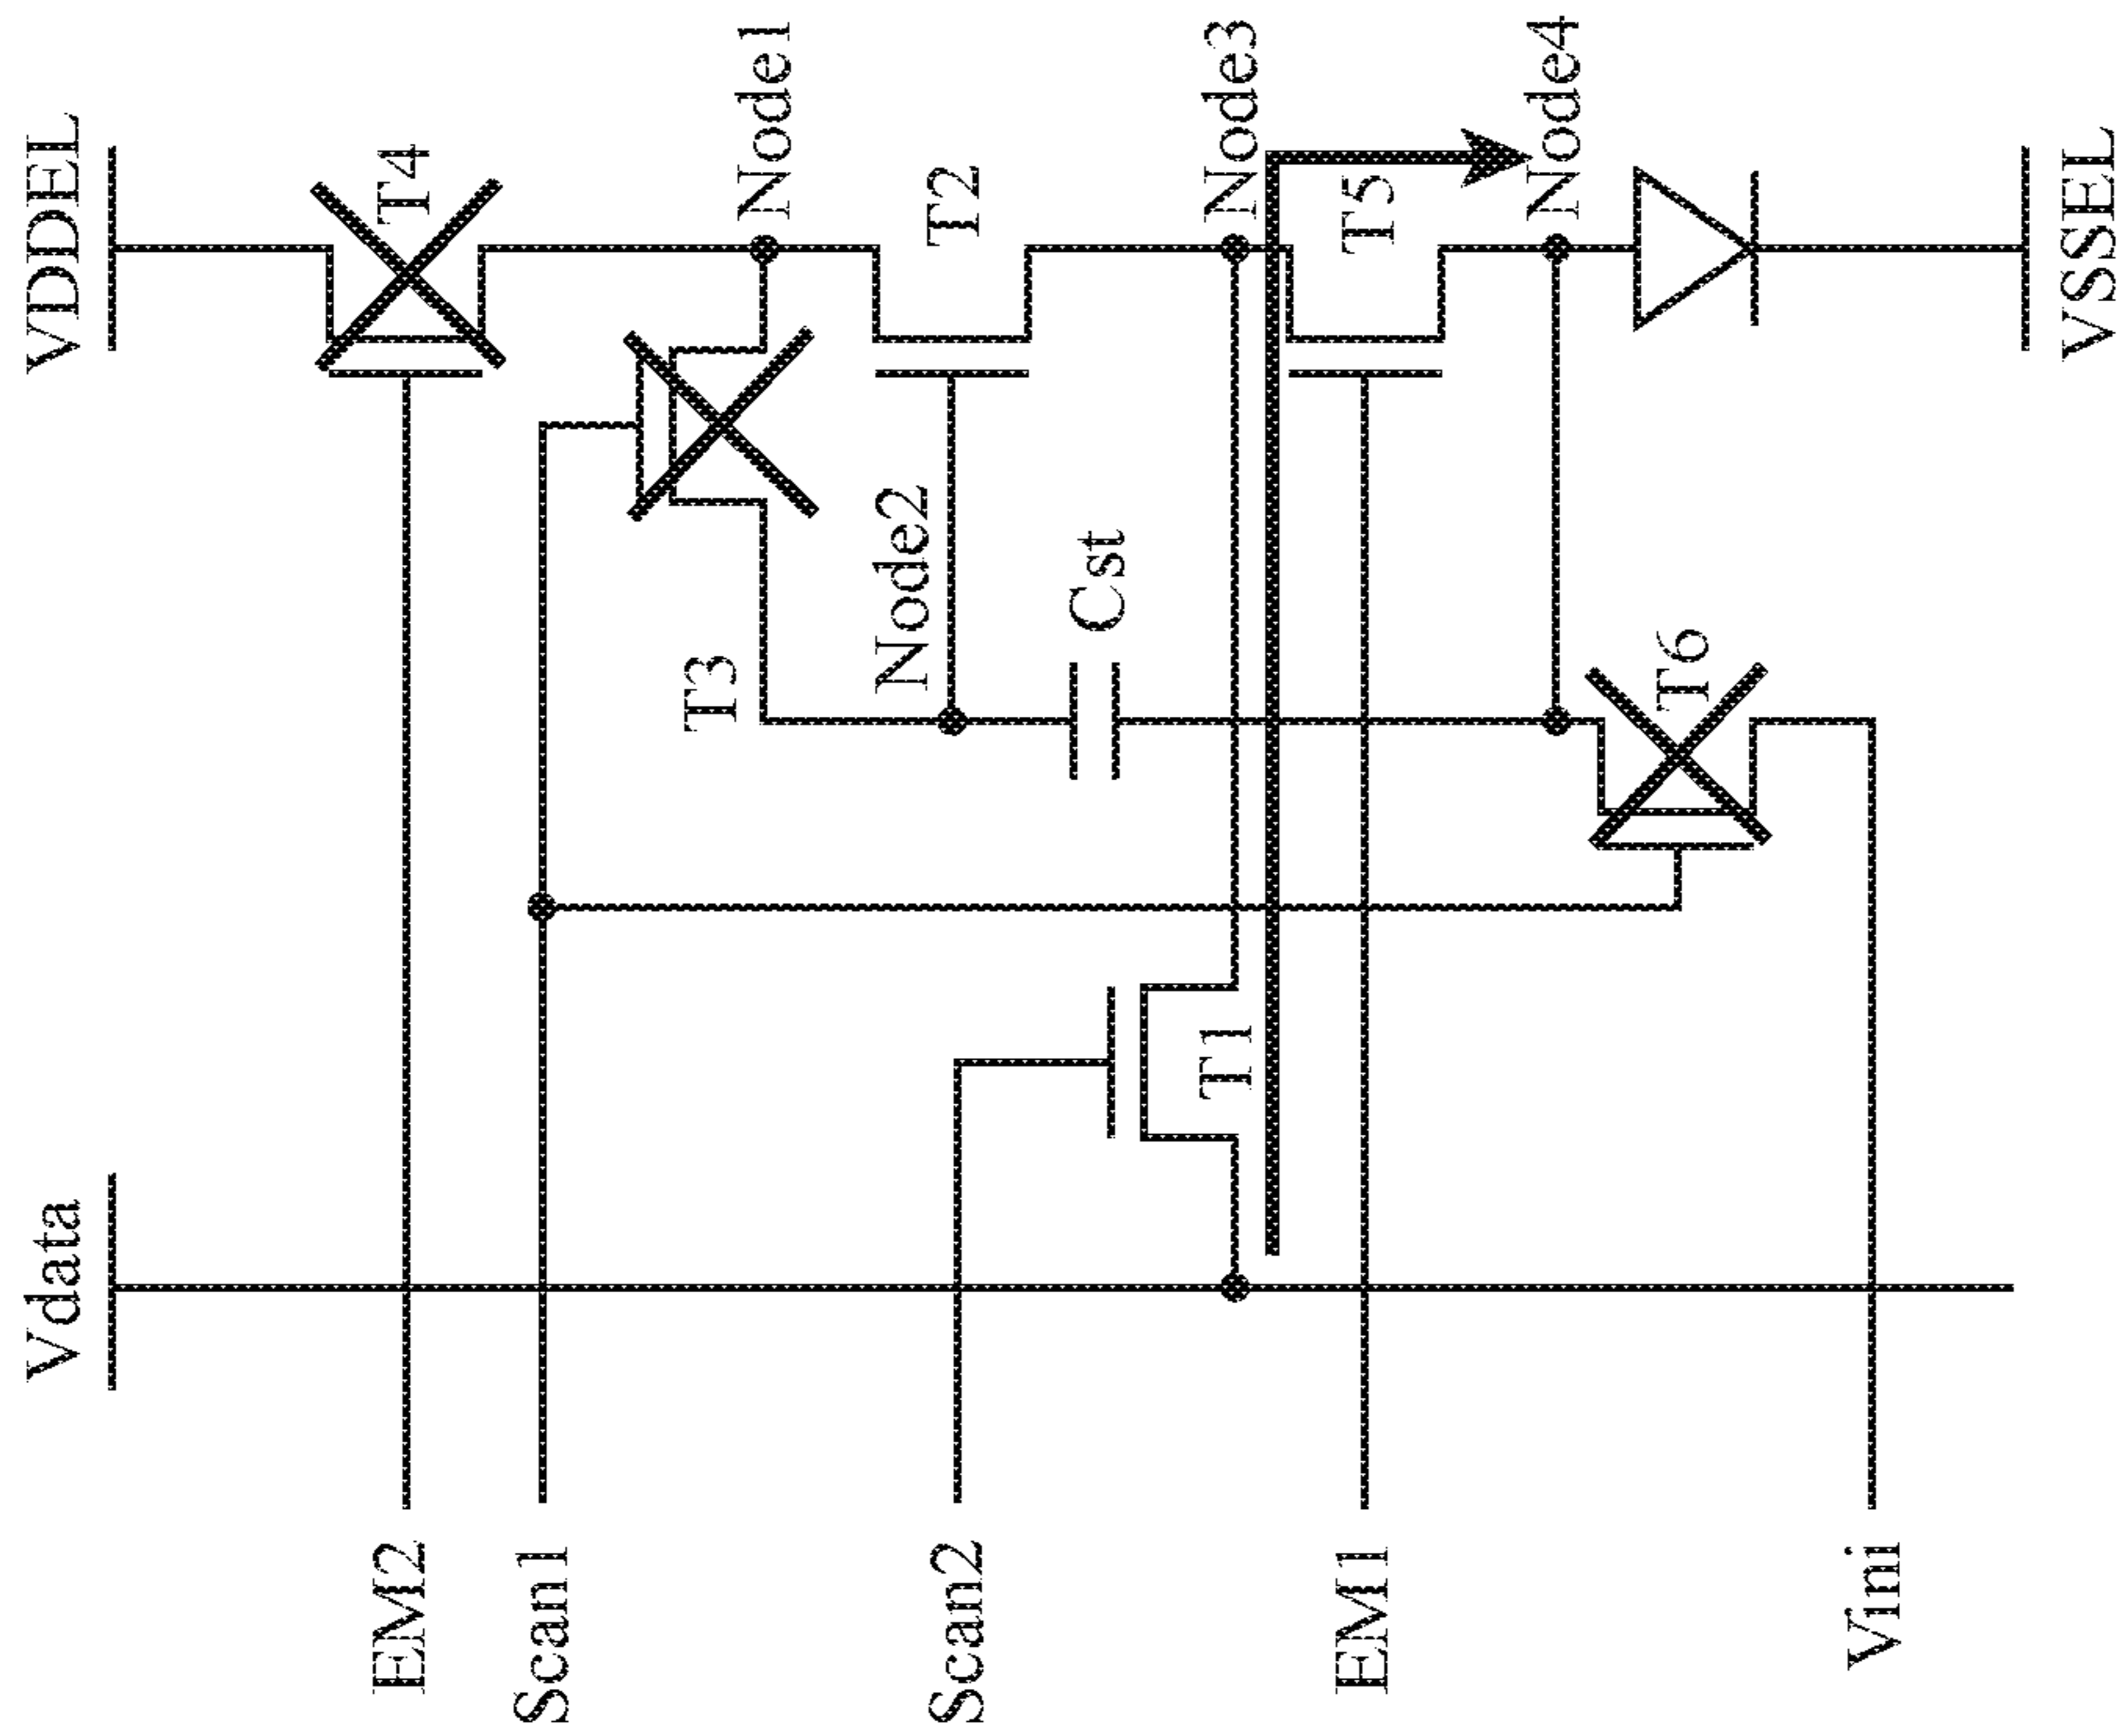 Vdata
VDDEL
T4
EM2
Scan1
T3
Node1
Node2
T2
Cst
Scan2
T1
Node3
T5
EM1
Node4
T6
Vini
VSSEL